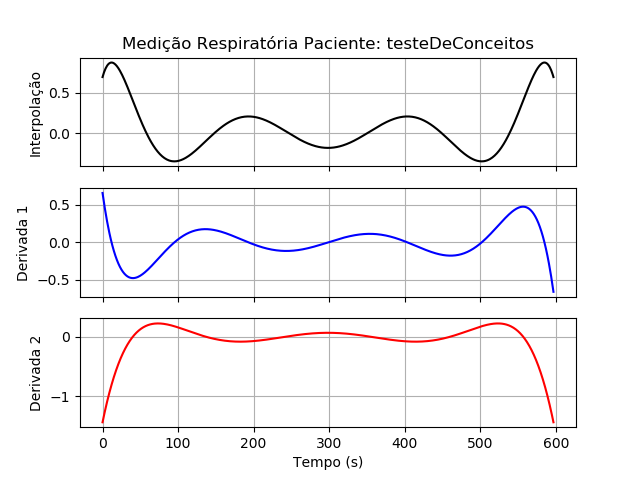 Medição Respiratória Paciente: testeDeConceitos
Interpolação
0.5
0.0
Derivada 1
0.5
0.0
−0.5
Derivada 2
0
−1
0 100 200 300 400 500 600
Tempo (s)